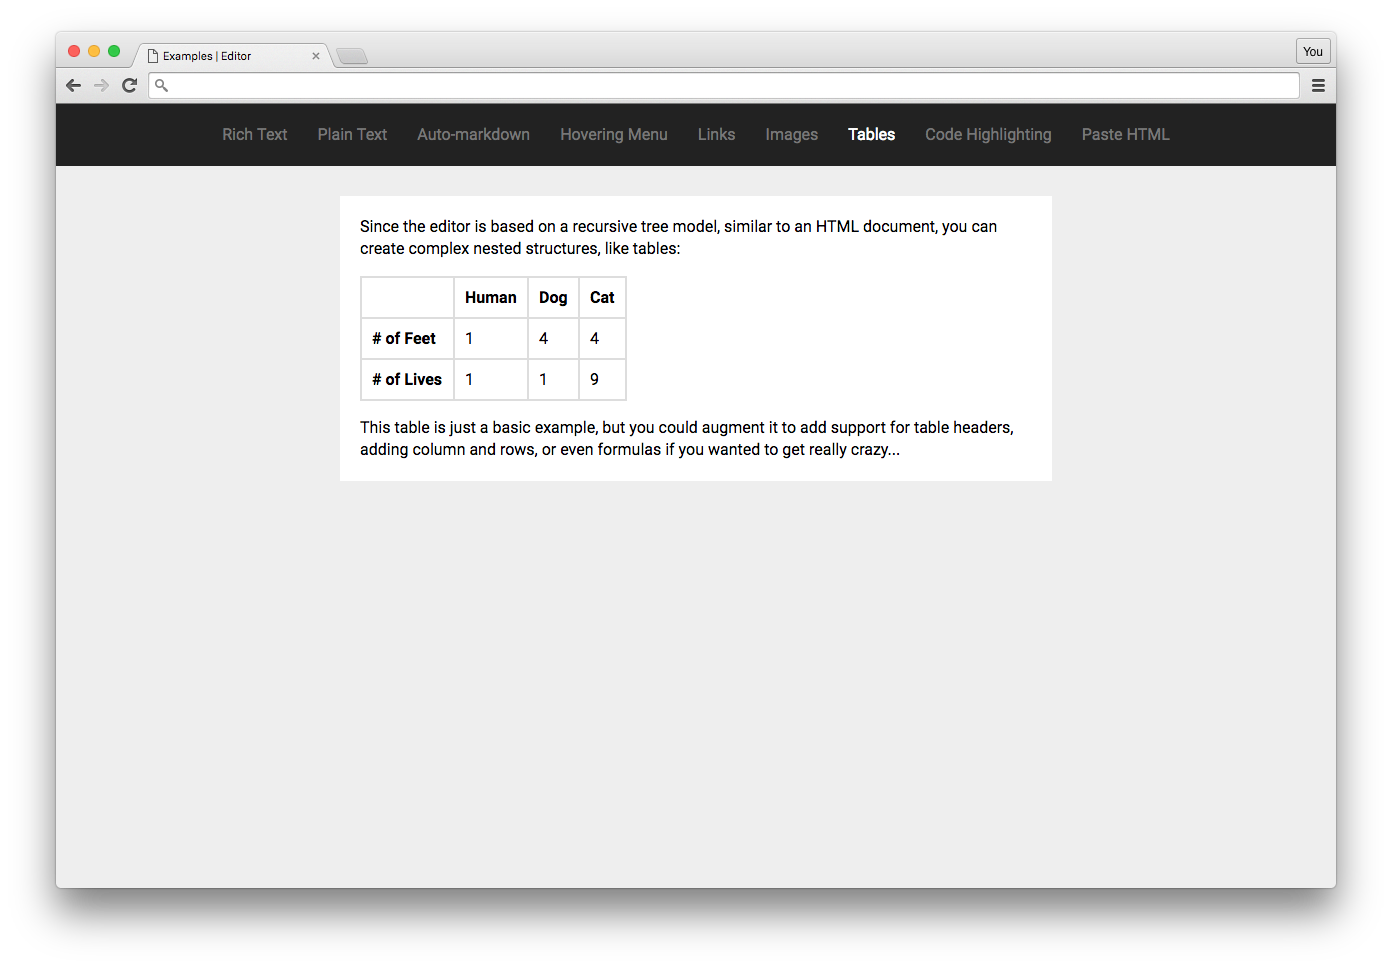 Examples | Editor
You
Rich Text Plain Text Auto-markdown Hovering Menu Links Images Tables Code Highlighting Paste HTML
Since the editor is based on a recursive tree model, similar to an HTML document, you can
create complex nested structures, like tables:
Human Dog Cat
# of Feet 1 4 4
# of Lives 1 1 9
This table is just a basic example, but you could augment it to add support for table headers,
adding column and rows, or even formulas if you wanted to get really crazy...